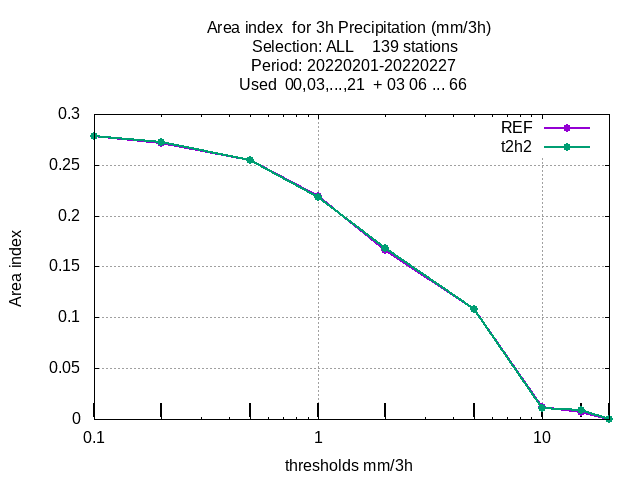 Area index  for 3h Precipitation (mm/3h)
Selection: ALL    139 stations
Period: 20220201-20220227
Used  00,03,...,21  + 03 06 ... 66
REF
t2h2
0.3
0.25
0.2
0.15
0.1
0.05
0
Area index
0.1
1
10
thresholds mm/3h